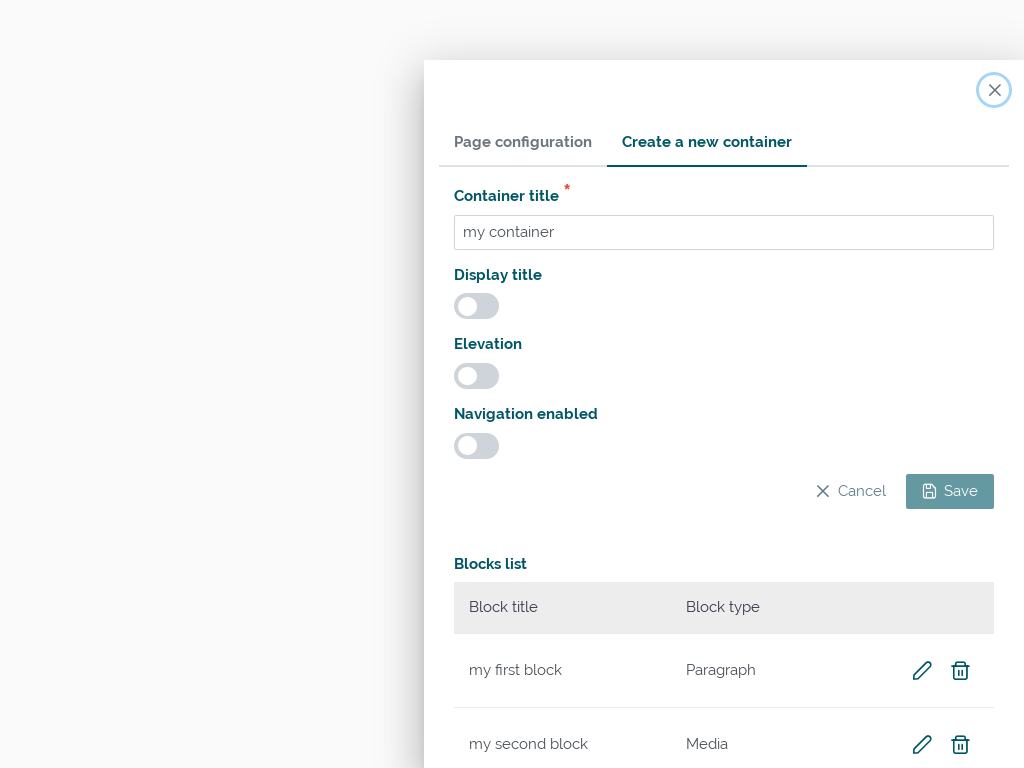 Page configuration Create a new container
Container title *
my container
Display title
Elevation
Navigation enabled
Cancel Save
Blocks list
Block title Block type
my first block Paragraph
my second block Media